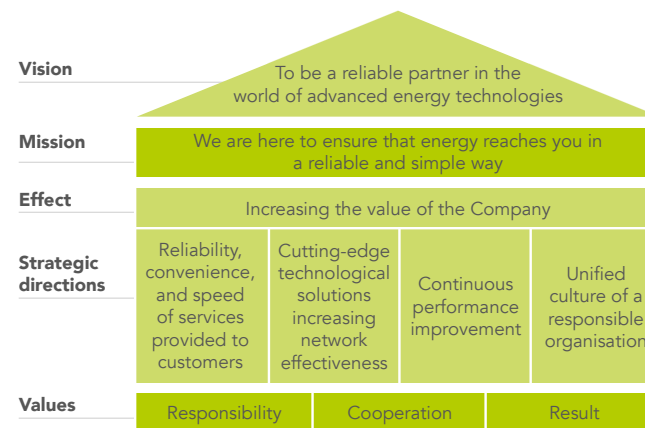 Vision
To be a reliable partner in the
world of advanced energy technologies
Mission
We are here to ensure that energy reaches you in
a reliable and simple way
Effect
Increasing the value of the Company
Strategic
directions
Reliability,
convenience,
and speed
of services
provided to
customers
Cutting-edge
technological
solutions
increasing
network
effectiveness
Continuous
performance
improvement
Unified
culture of a
responsible
organisation
Values
Responsibility
Cooperation
Result